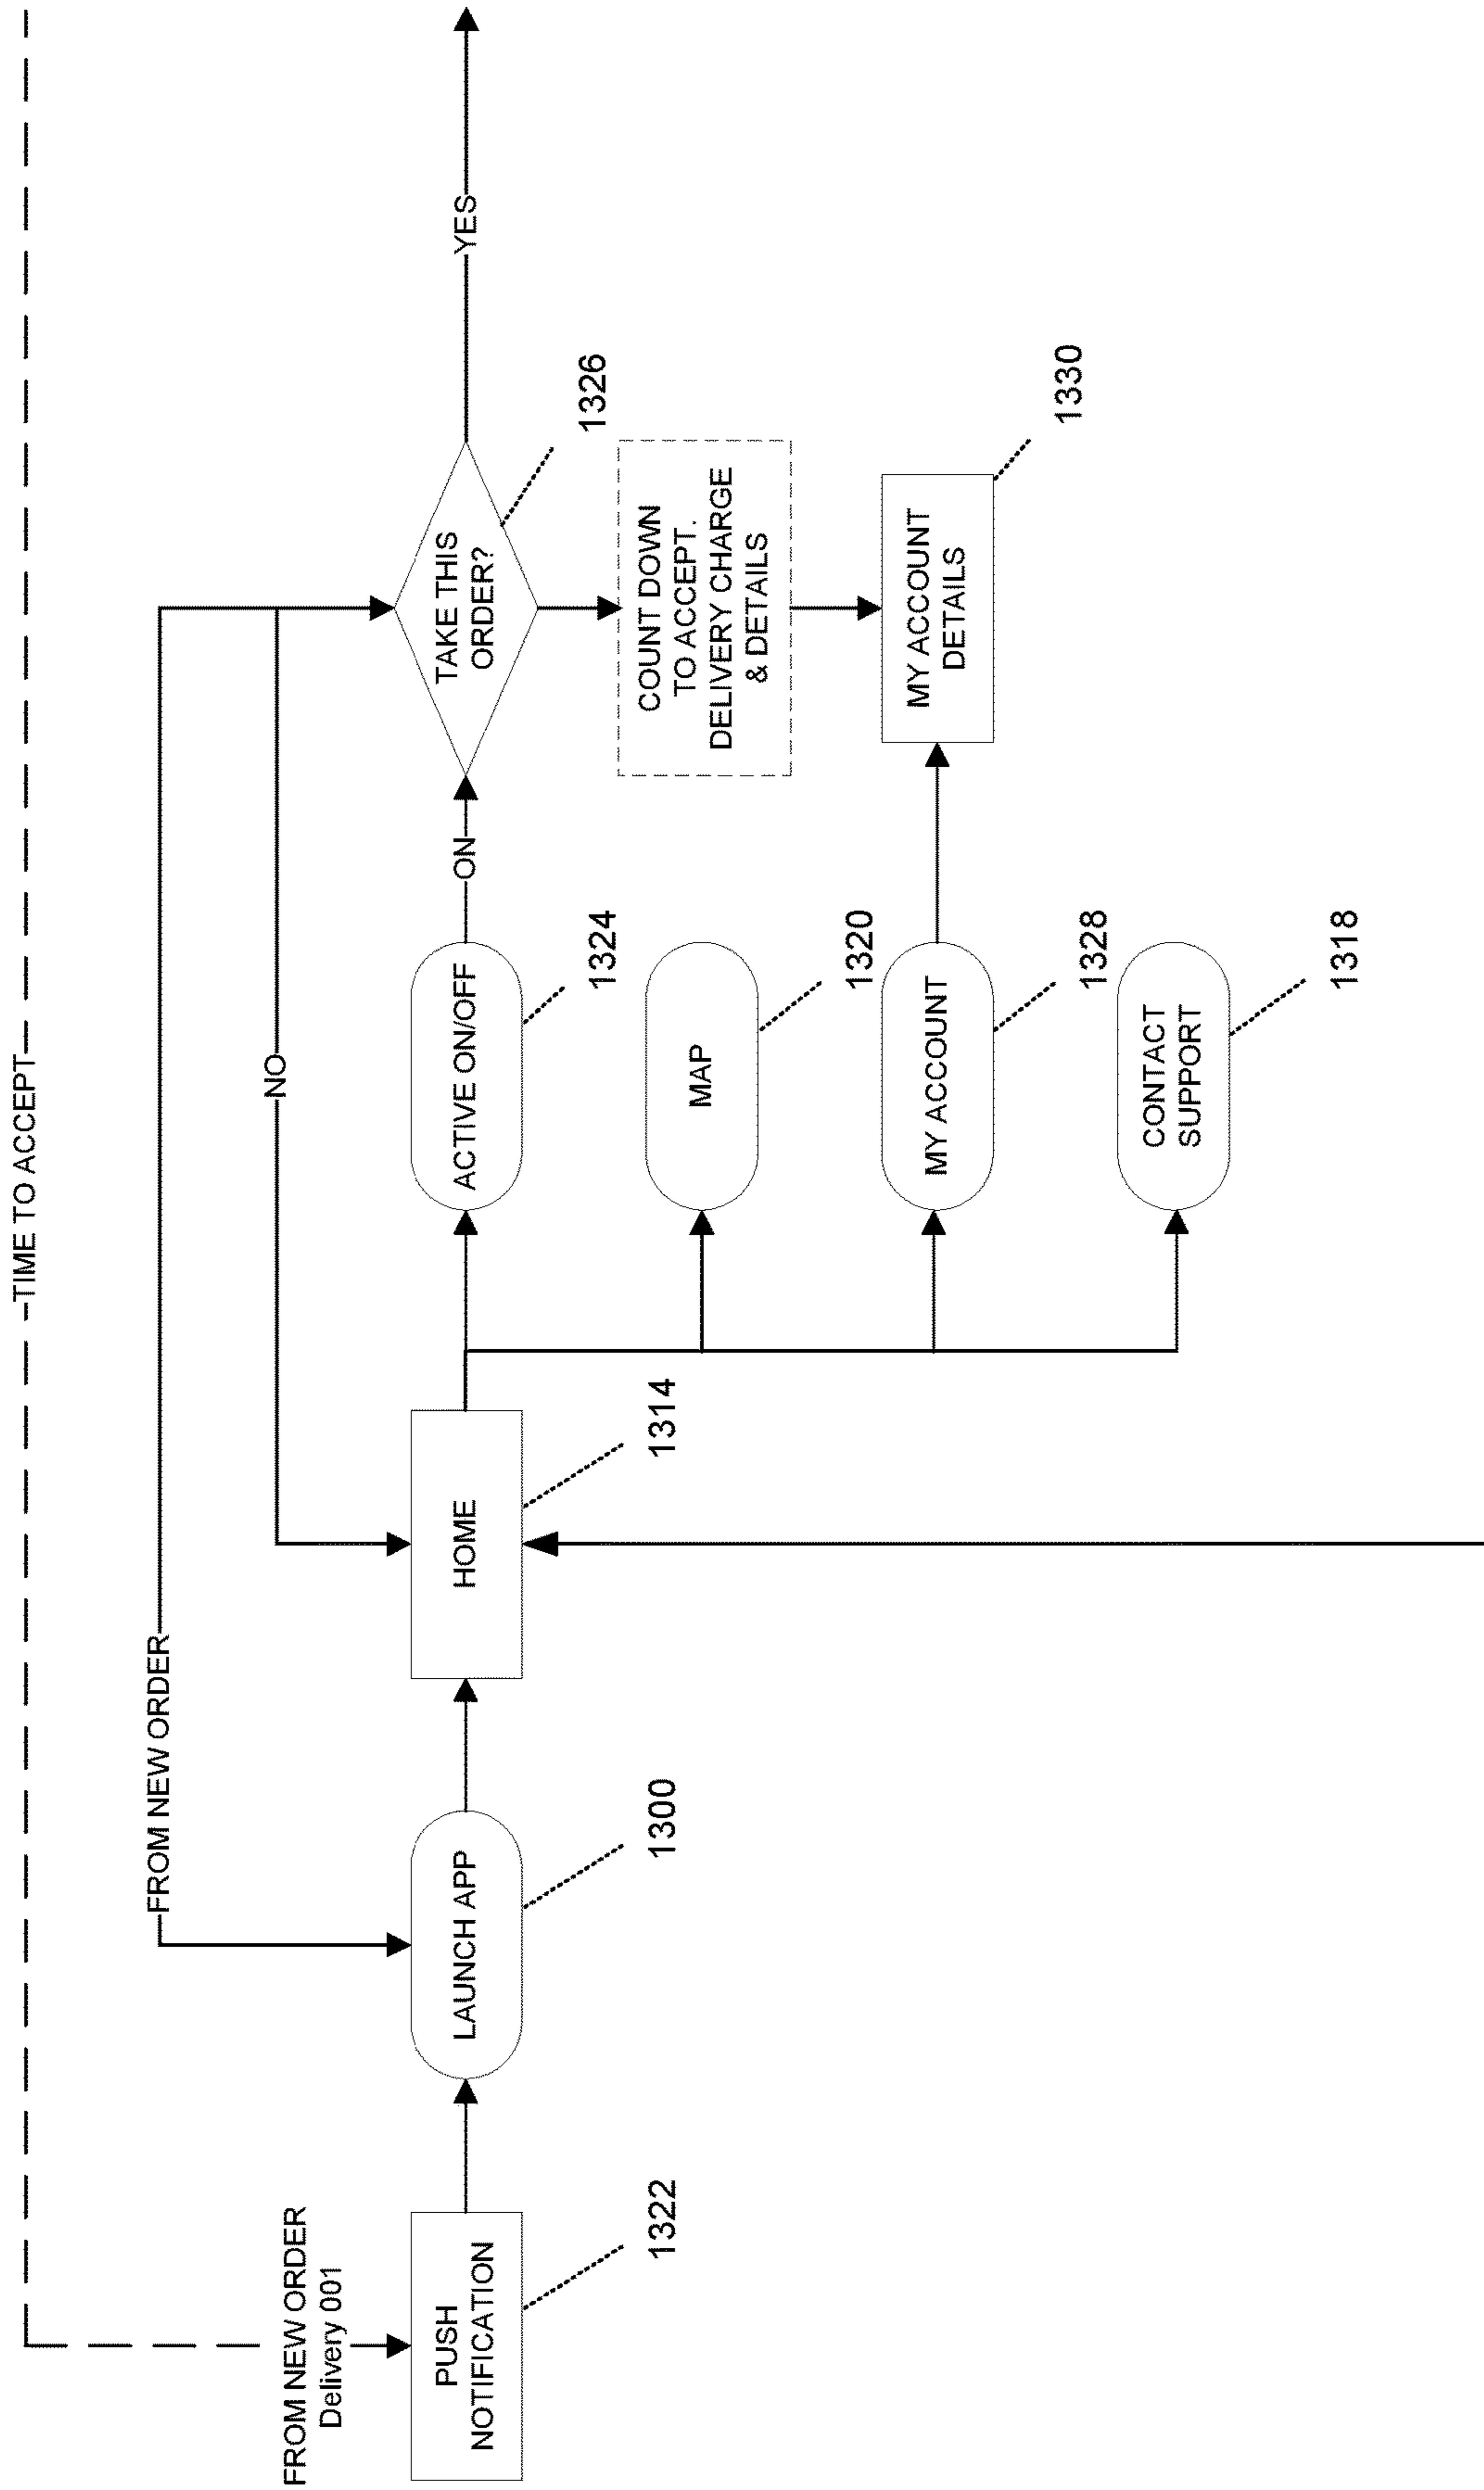 TIME TO ACCEPT
FROM NEW ORDER
NO
FROM NEW ORDER
Delivery 001
PUSH
NOTIFICATION
1322
LAUNCH APP
1300
HOME
1314
ACTIVE ON/OFF
1324
ON
TAKE THIS
ORDER?
1326
YES
MAP
1320
COUNT DOWN
TO ACCEPT.
DELIVERY CHARGE
& DETAILS
MY ACCOUNT
1328
MY ACCOUNT
DETAILS
1330
CONTACT
SUPPORT
1318